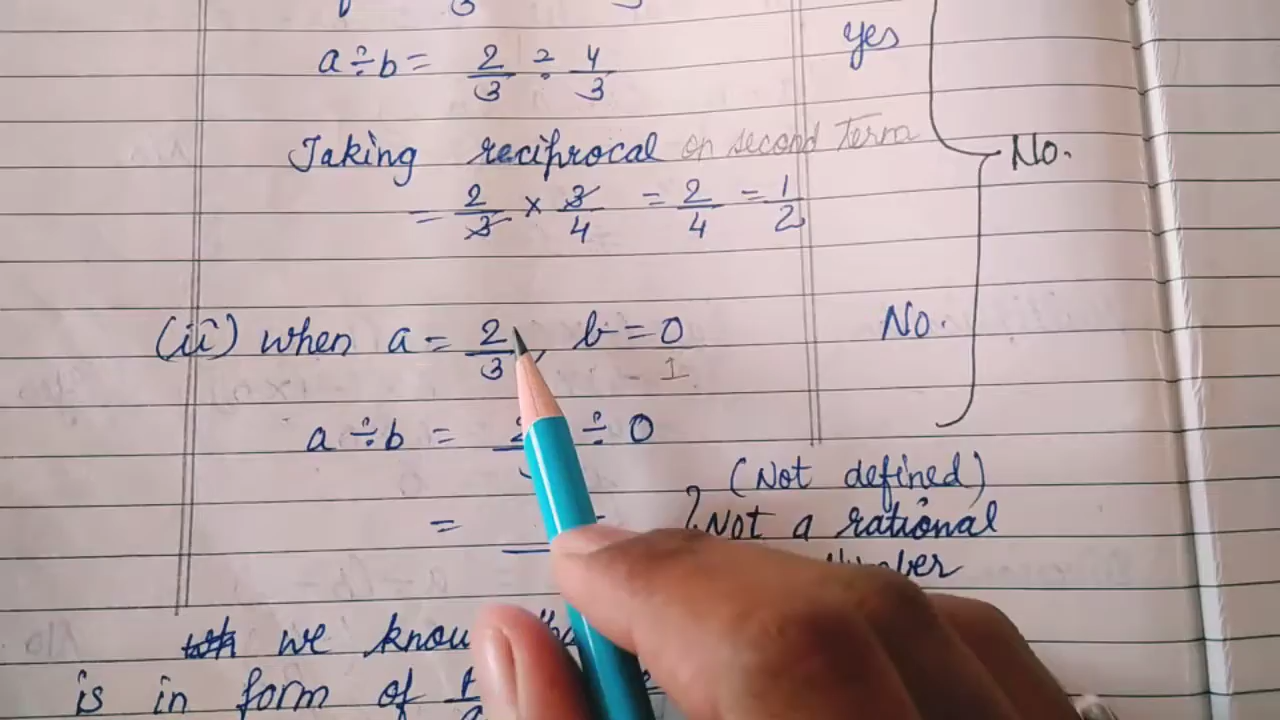 a ÷ b = 2/3 ÷ 4/3
yes
Taking reciprocal on second term
No.
= 2/3 × 3/4 = 2/4 = 1/2
(ii) when a = 2/3, b = 0
1
No.
a ÷ b = ÷ 0
(Not defined)
= Not a rational
we know
is in form of